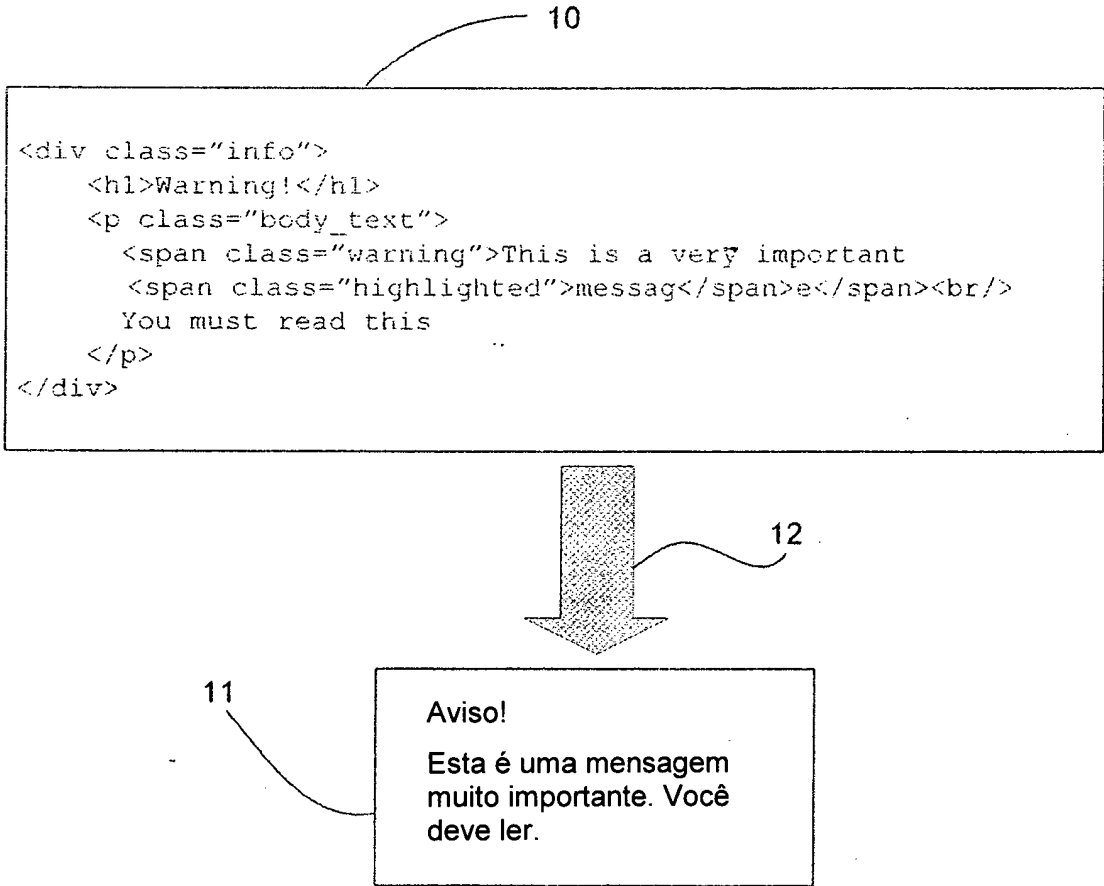 10
<div class="info">
<h1>Warning!</h1>
<p class="body_text">
<span class="warning">This is a very important
<span class="highlighted">messag</span>e</span><br/>
You must read this
</p>
</div>
12
11
Aviso!
Esta é uma mensagem
muito importante. Você
deve ler.